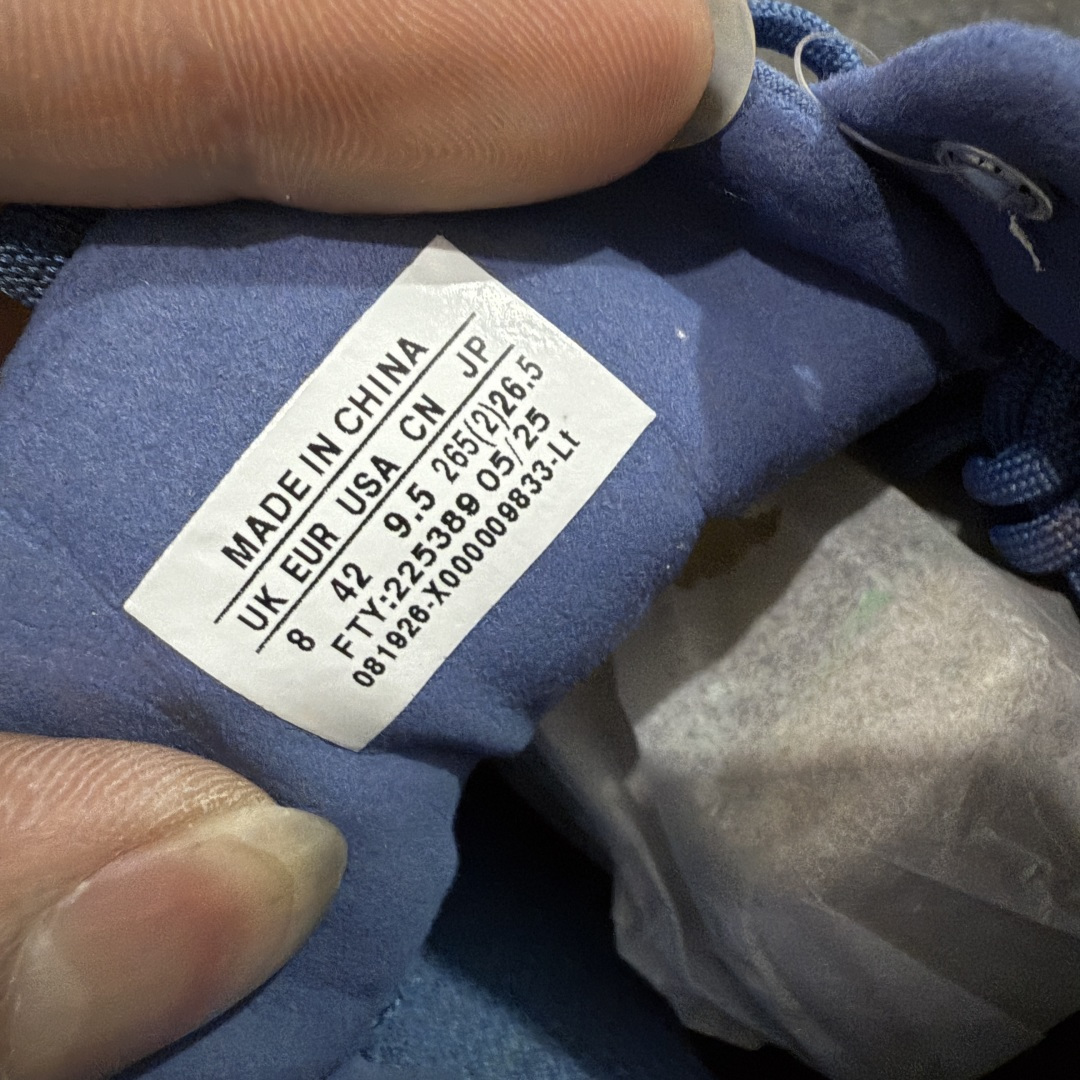 MADE IN CHINA
UK EUR USA CN JP
8 42 9.5 265(2) 26.5
FTY:225389 05/25
081926-X0000009833-Lt